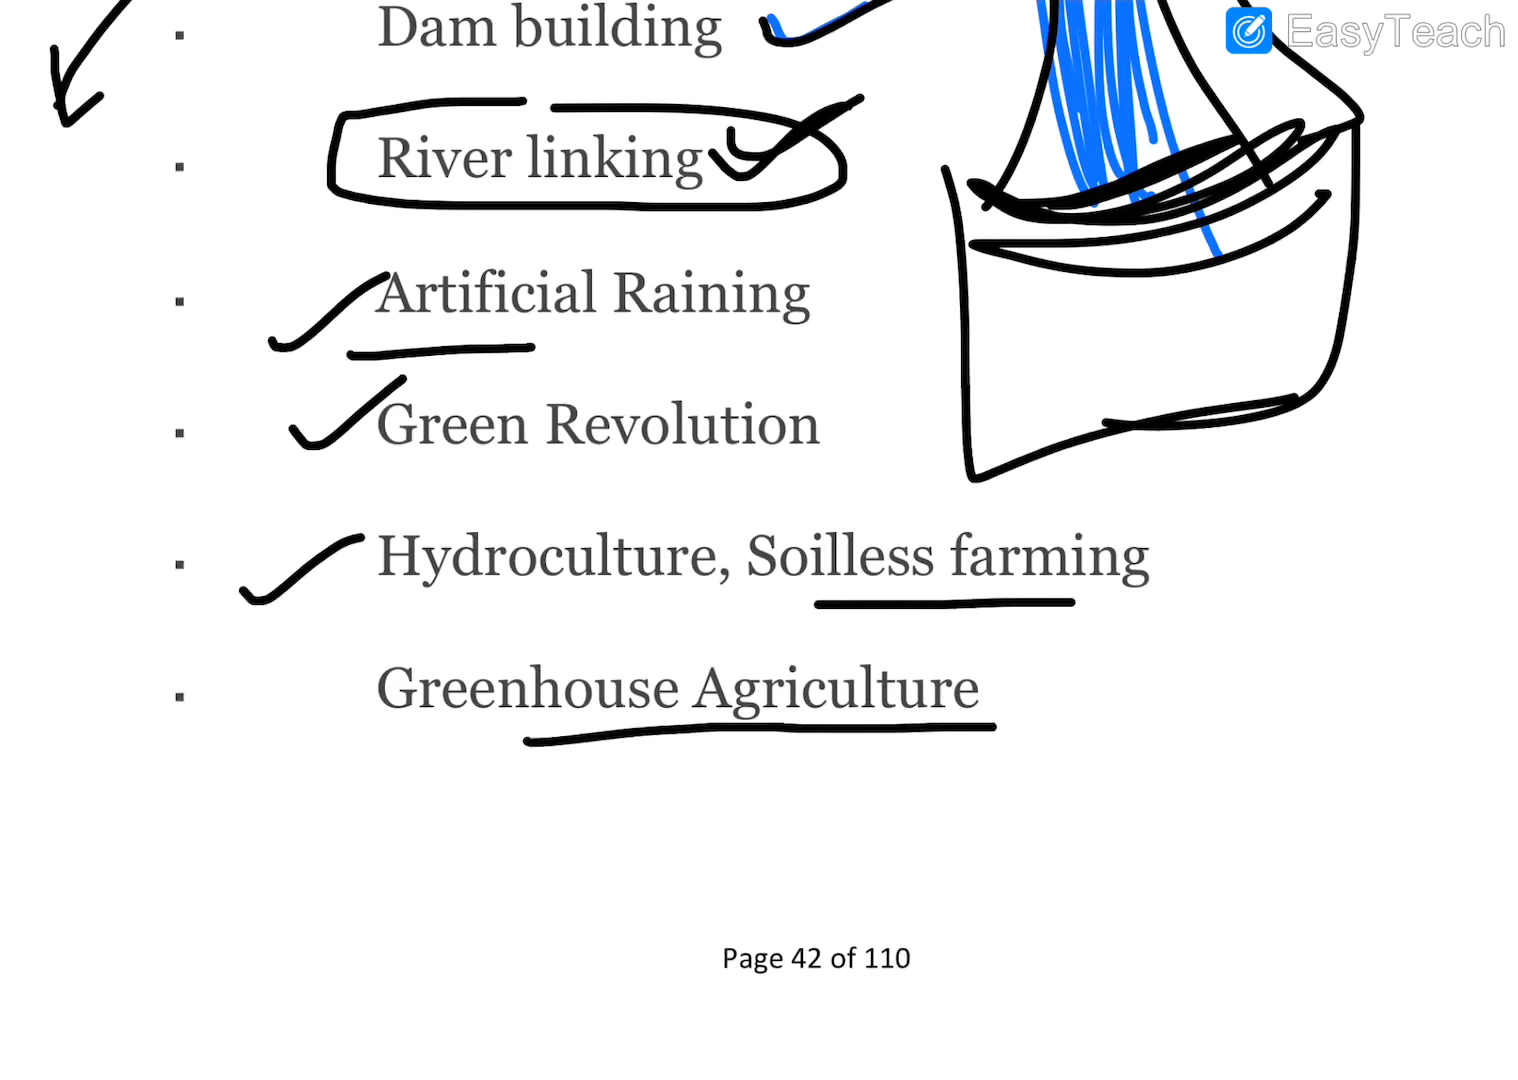 EasyTeach
▪ Dam building
▪ River linking
▪ Artificial Raining
▪ Green Revolution
▪ Hydroculture, Soilless farming
▪ Greenhouse Agriculture
Page 42 of 110